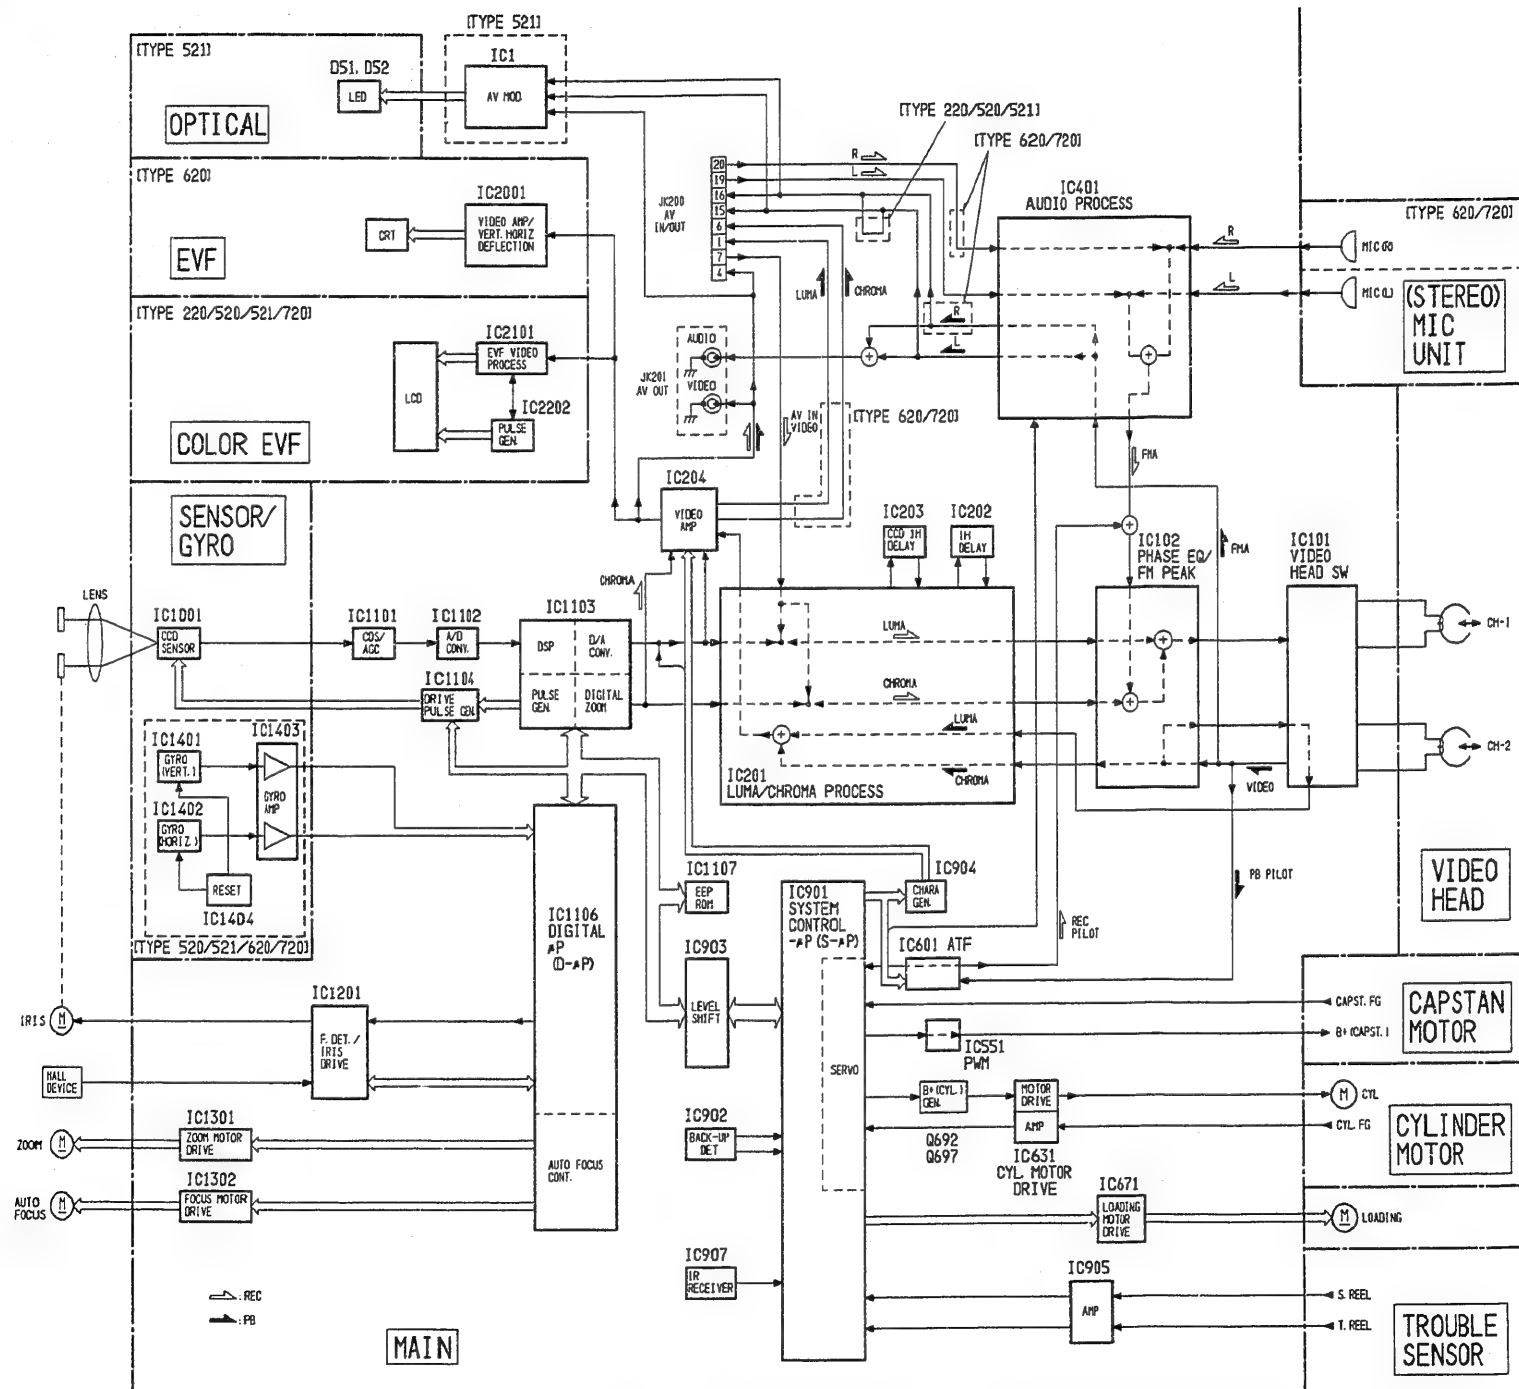 [TYPE 521]
[TYPE 521]
IC1
DS1, DS2
LED
AV MOD.
OPTICAL
[TYPE 220/520/521]
[TYPE 620/720]
[TYPE 620]
IC2001
VIDEO AMP/
VERT. HORIZ
DEFLECTION
CRT
EVF
JK200
AV
IN/OUT
20
19
16
15
6
1
7
4
R
L
IC401
AUDIO PROCESS
[TYPE 620/720]
R
MIC(R)
L
MIC(L)
(STEREO)
MIC
UNIT
[TYPE 220/520/521/720]
IC2101
EVF VIDEO
PROCESS
LCD
IC2202
PULSE
GEN.
COLOR EVF
LUMA
CHROMA
R
L
AUDIO
VIDEO
JK201
AV OUT
AV IN
VIDEO
[TYPE 620/720]
FMA
SENSOR/
GYRO
IC204
VIDEO
AMP
IC203
CCD 1H
DELAY
IC202
1H
DELAY
IC102
PHASE EQ/
FM PEAK
FMA
IC101
VIDEO
HEAD SW
LENS
IC1001
CCD
SENSOR
IC1101
CDS/
AGC
IC1102
A/D
CONV.
IC1103
DSP
D/A
CONV.
PULSE
GEN.
DIGITAL
ZOOM
CHROMA
LUMA
CHROMA
LUMA
CHROMA
CH-1
CH-2
IC1104
DRIVE
PULSE GEN.
IC201
LUMA/CHROMA PROCESS
VIDEO
IC1401
GYRO
(VERT.)
IC1403
GYRO
AMP
IC1402
GYRO
(HORIZ.)
RESET
IC1404
[TYPE 520/521/620/720]
IC1106
DIGITAL
μP
(D-μP)
AUTO FOCUS
CONT.
IC1107
EEP
ROM
IC903
LEVEL
SHIFT
IC901
SYSTEM
CONTROL
-μP (S-μP)
SERVO
IC904
CHARA
GEN.
IC601 ATF
REC
PILOT
PB PILOT
VIDEO
HEAD
IRIS
M
IC1201
F. DET. /
IRIS
DRIVE
HALL
DEVICE
CAPST. FG
B+(CAPST.)
IC551
PWM
CAPSTAN
MOTOR
ZOOM
M
IC1301
ZOOM MOTOR
DRIVE
IC902
BACK-UP
DET
B+(CYL.)
GEN.
Q692
Q697
MOTOR
DRIVE
AMP
IC631
CYL. MOTOR
DRIVE
M
CYL
CYL. FG
CYLINDER
MOTOR
AUTO
FOCUS
M
IC1302
FOCUS MOTOR
DRIVE
IC671
LOADING
MOTOR
DRIVE
M
LOADING
IC907
IR
RECEIVER
IC905
AMP
S. REEL
T. REEL
TROUBLE
SENSOR
:REC
:PB
MAIN